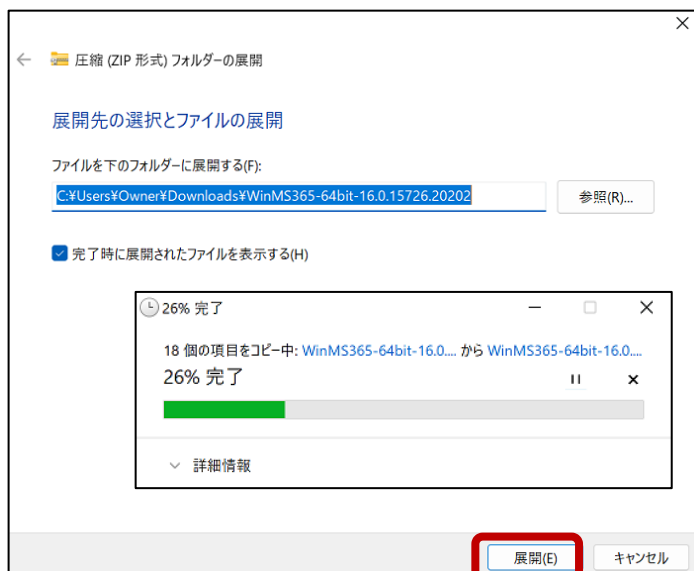 圧縮 (ZIP 形式) フォルダーの展開
展開先の選択とファイルの展開
ファイルを下のフォルダーに展開する(F):
C:¥Users¥Owner¥Downloads¥WinMS365-64bit-16.0.15726.20202
参照(R)...
完了時に展開されたファイルを表示する(H)
26% 完了
18 個の項目をコピー中: WinMS365-64bit-16.0.... から WinMS365-64bit-16.0....
26% 完了
詳細情報
展開(E)
キャンセル